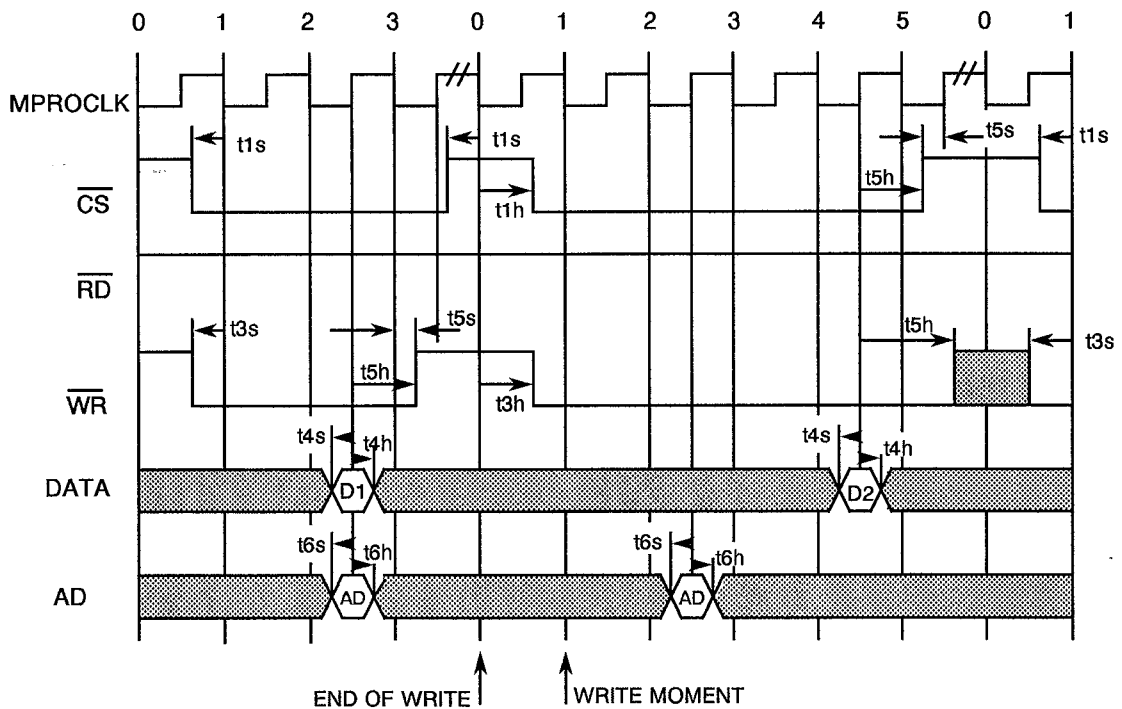 0 1 2 3 0 1 2 3 4 5 0 1
MPROCLK
t1s t1s t5s t1s
t5h
CS
t1h
RD
t3s t5s t5h t3s
t5h
WR
t3h
t4s t4h t4s t4h
DATA D1 D2
t6s t6h t6s t6h
AD AD AD
END OF WRITE WRITE MOMENT